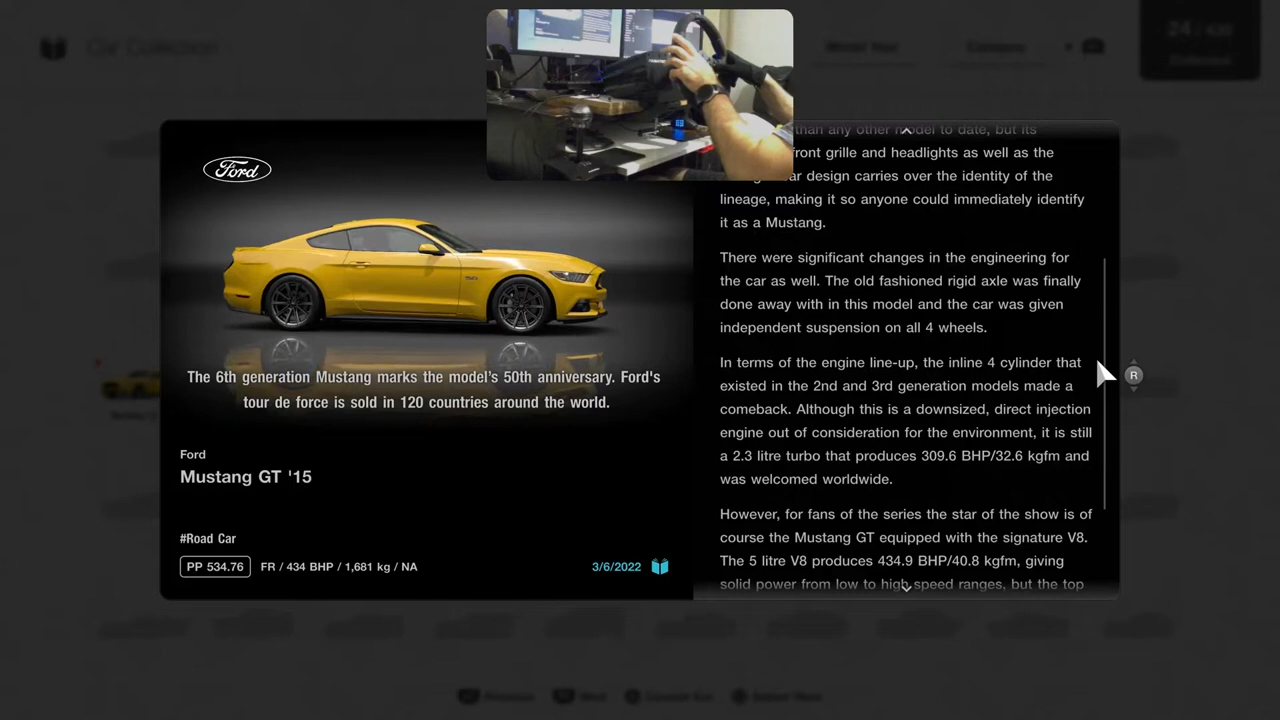 Car Collection
Ford
The 6th generation Mustang marks the model's 50th anniversary. Ford's
tour de force is sold in 120 countries around the world.
Ford
Mustang GT '15
#Road Car
PP 534.76
FR / 434 BHP / 1,681 kg / NA
3/6/2022
than any other model to date, but its
front grille and headlights as well as the
design carries over the identity of the
lineage, making it so anyone could immediately identify
it as a Mustang.
There were significant changes in the engineering for
the car as well. The old fashioned rigid axle was finally
done away with in this model and the car was given
independent suspension on all 4 wheels.
In terms of the engine line-up, the inline 4 cylinder that
existed in the 2nd and 3rd generation models made a
comeback. Although this is a downsized, direct injection
engine out of consideration for the environment, it is still
a 2.3 litre turbo that produces 309.6 BHP/32.6 kgfm and
was welcomed worldwide.
However, for fans of the series the star of the show is of
course the Mustang GT equipped with the signature V8.
The 5 litre V8 produces 434.9 BHP/40.8 kgfm, giving
solid power from low to high speed ranges, but the top
R